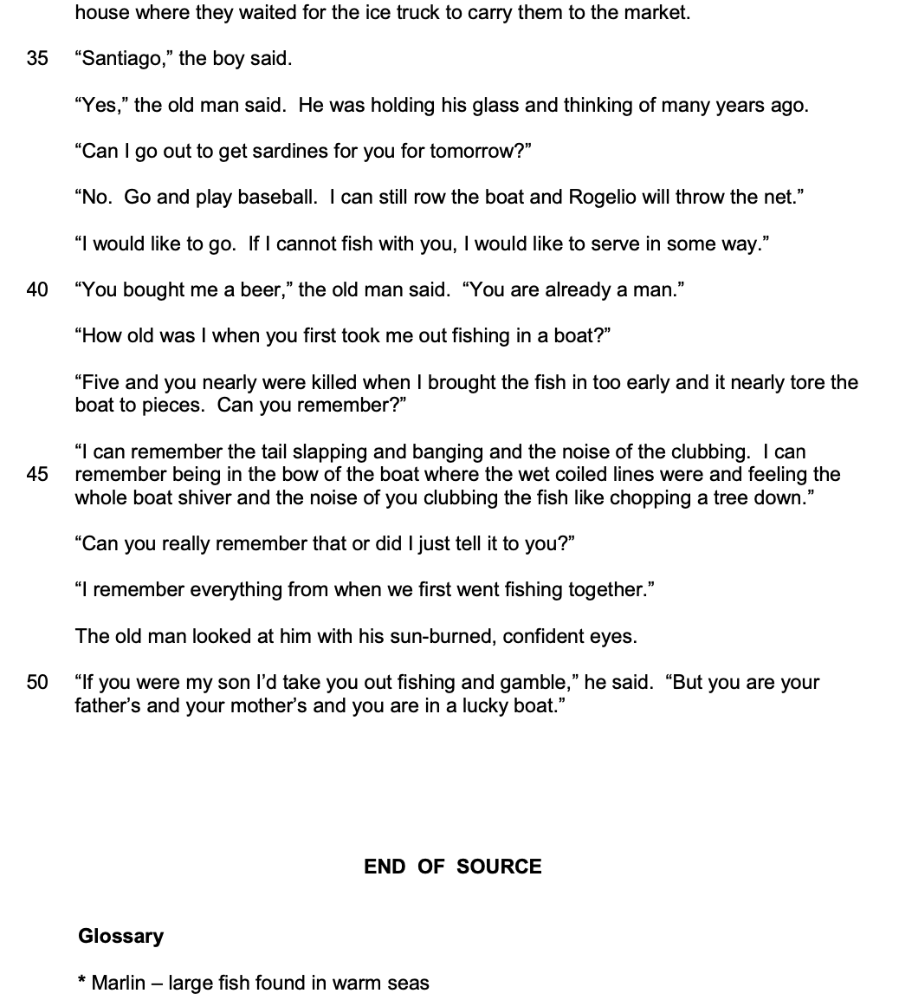 house where they waited for the ice truck to carry them to the market.
35 “Santiago,” the boy said.
“Yes,” the old man said.  He was holding his glass and thinking of many years ago.
“Can I go out to get sardines for you for tomorrow?”
“No.  Go and play baseball.  I can still row the boat and Rogelio will throw the net.”
“I would like to go.  If I cannot fish with you, I would like to serve in some way.”
40 “You bought me a beer,” the old man said.  “You are already a man.”
“How old was I when you first took me out fishing in a boat?”
“Five and you nearly were killed when I brought the fish in too early and it nearly tore the
boat to pieces.  Can you remember?”
“I can remember the tail slapping and banging and the noise of the clubbing.  I can
45 remember being in the bow of the boat where the wet coiled lines were and feeling the
whole boat shiver and the noise of you clubbing the fish like chopping a tree down.”
“Can you really remember that or did I just tell it to you?”
“I remember everything from when we first went fishing together.”
The old man looked at him with his sun-burned, confident eyes.
50 “If you were my son I’d take you out fishing and gamble,” he said.  “But you are your
father’s and your mother’s and you are in a lucky boat.”
END OF SOURCE
Glossary
* Marlin – large fish found in warm seas